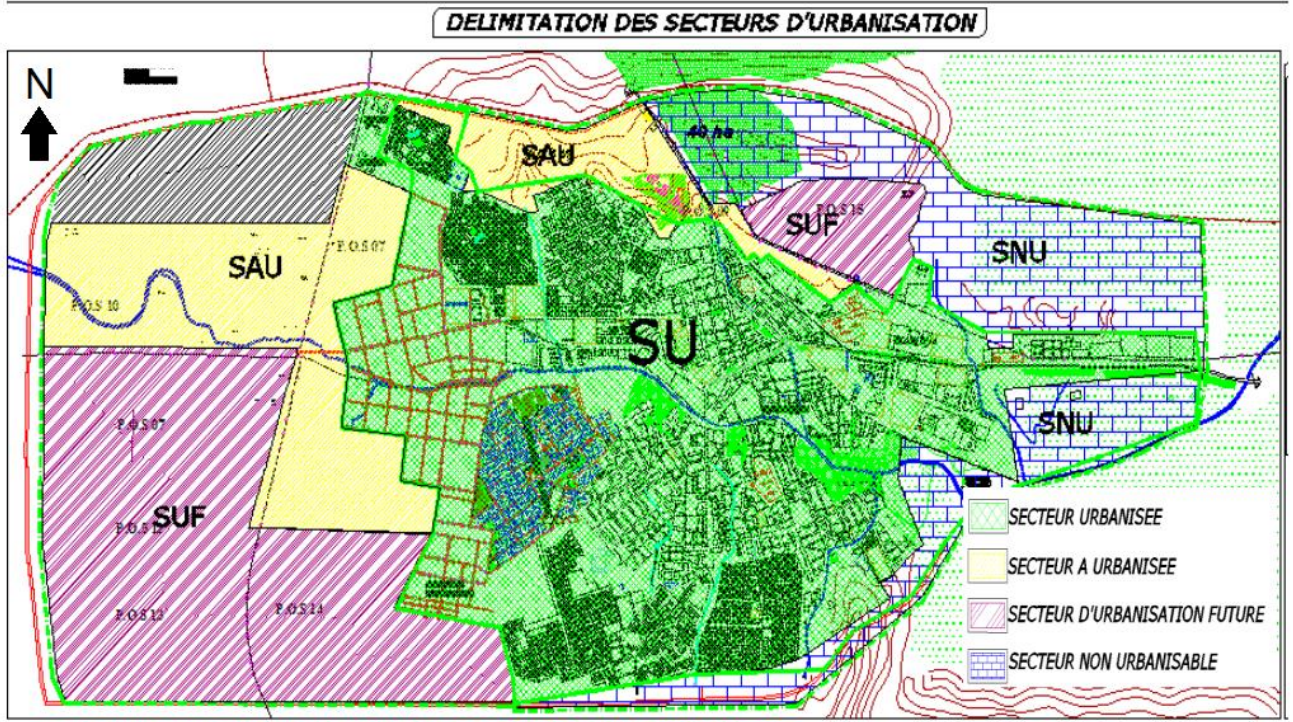 DELIMITATION DES SECTEURS D'URBANISATION
N
40 ha
SAU
P.O.S 15
SUF
P.O.S 07
SNU
SAU
P.O.S 10
SU
P.O.S 07
SNU
SUF
SECTEUR URBANISEE
SECTEUR A URBANISEE
P.O.S 13
P.O.S 14
SECTEUR D'URBANISATION FUTURE
SECTEUR NON URBANISABLE